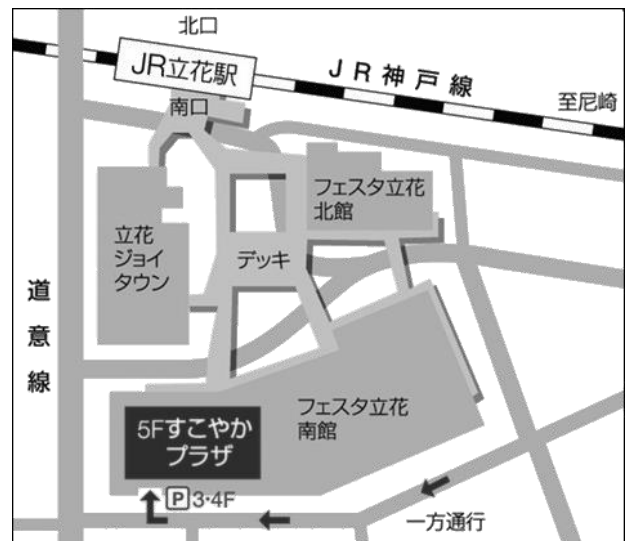 北口
JR立花駅
JR神戸線
至尼崎
南口
フェスタ立花
北館
立花
ジョイ
タウン
デッキ
道意線
フェスタ立花
南館
5Fすこやか
プラザ
P3・4F
一方通行